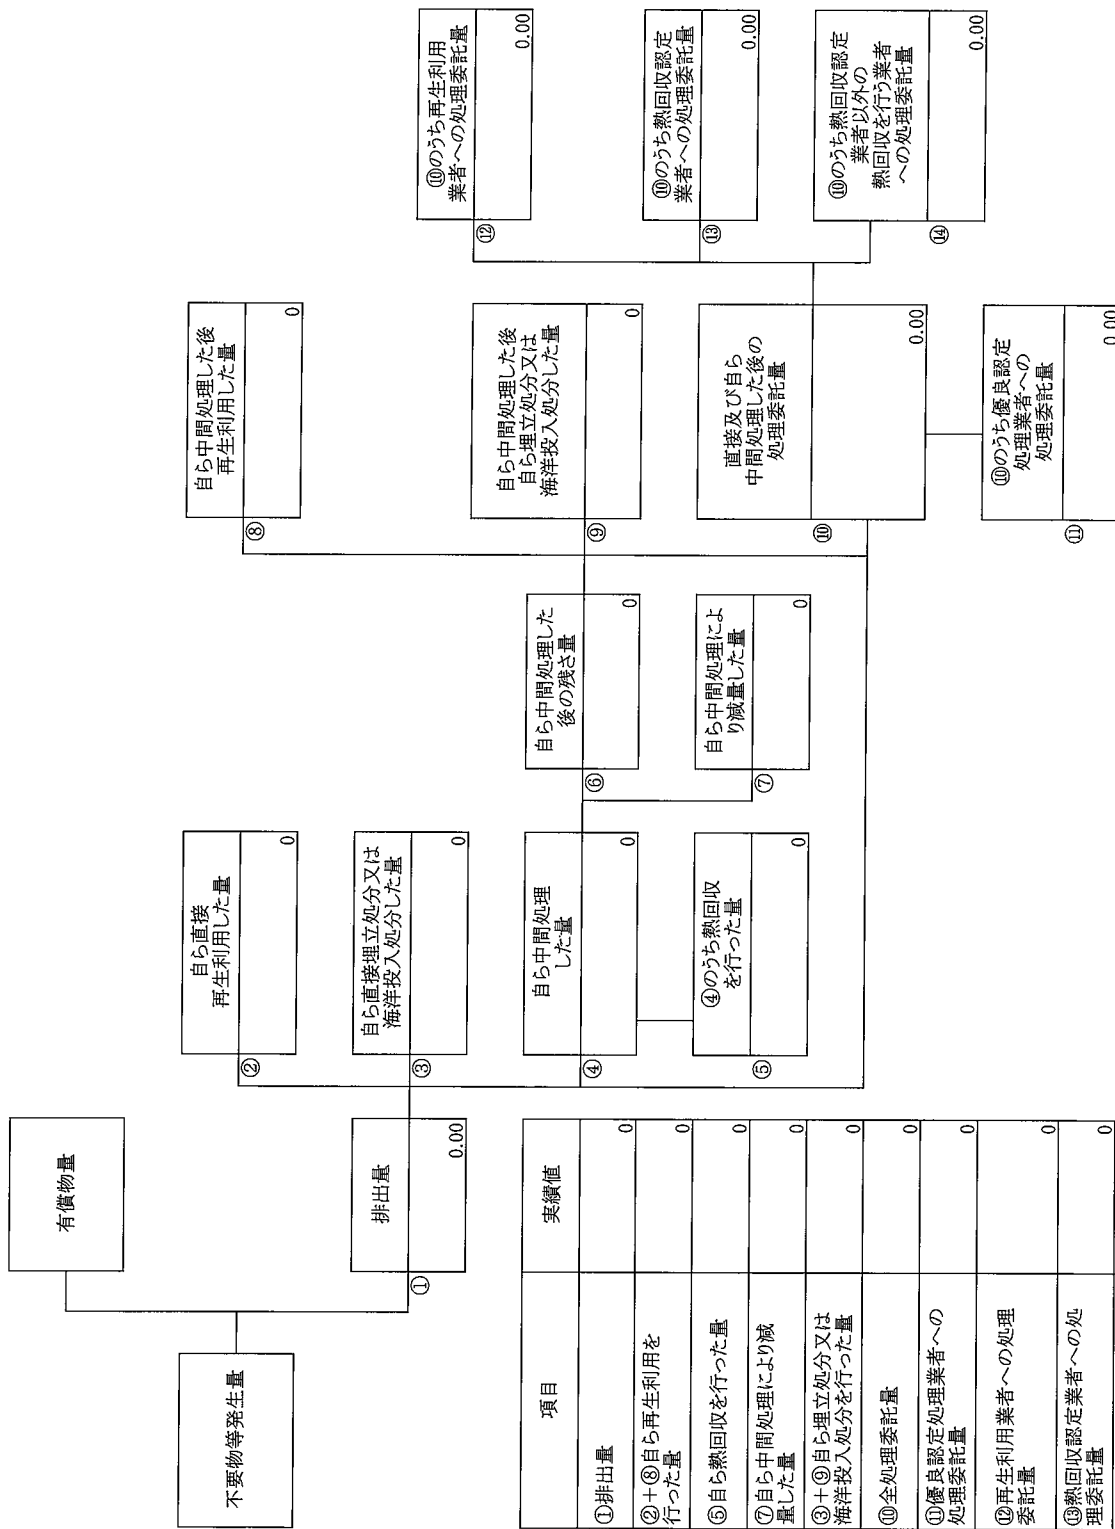 有償物量
不要物等発生量
①
排出量
0.00
②
自ら直接
再生利用した量
0
③
自ら直接埋立処分又は
海洋投入処分した量
0
④
自ら中間処理
した量
0
⑤
④のうち熱回収
を行った量
0
⑥
自ら中間処理した
後の残さ量
0
⑦
自ら中間処理によ
り減量した量
0
⑧
自ら中間処理した後
再生利用した量
0
⑨
自ら中間処理した後
自ら埋立処分又は
海洋投入処分した量
0
⑩
直接及び自ら
中間処理した後の
処理委託量
0.00
⑪
⑩のうち優良認定
処理業者への
処理委託量
0.00
⑫
⑩のうち再生利用
業者への処理委託量
0.00
⑬
⑩のうち熱回収認定
業者への処理委託量
0.00
⑭
⑩のうち熱回収認定
業者以外の
熱回収を行う業者
への処理委託量
0.00
項目
実績値
①排出量
0
②+⑧自ら再生利用を
行った量
0
⑤自ら熱回収を行った量
0
⑦自ら中間処理により減
量した量
0
③+⑨自ら埋立処分又は
海洋投入処分を行った量
0
⑩全処理委託量
0
⑪優良認定処理業者への
処理委託量
0
⑫再生利用業者への処理
委託量
0
⑬熱回収認定業者への処
理委託量
0